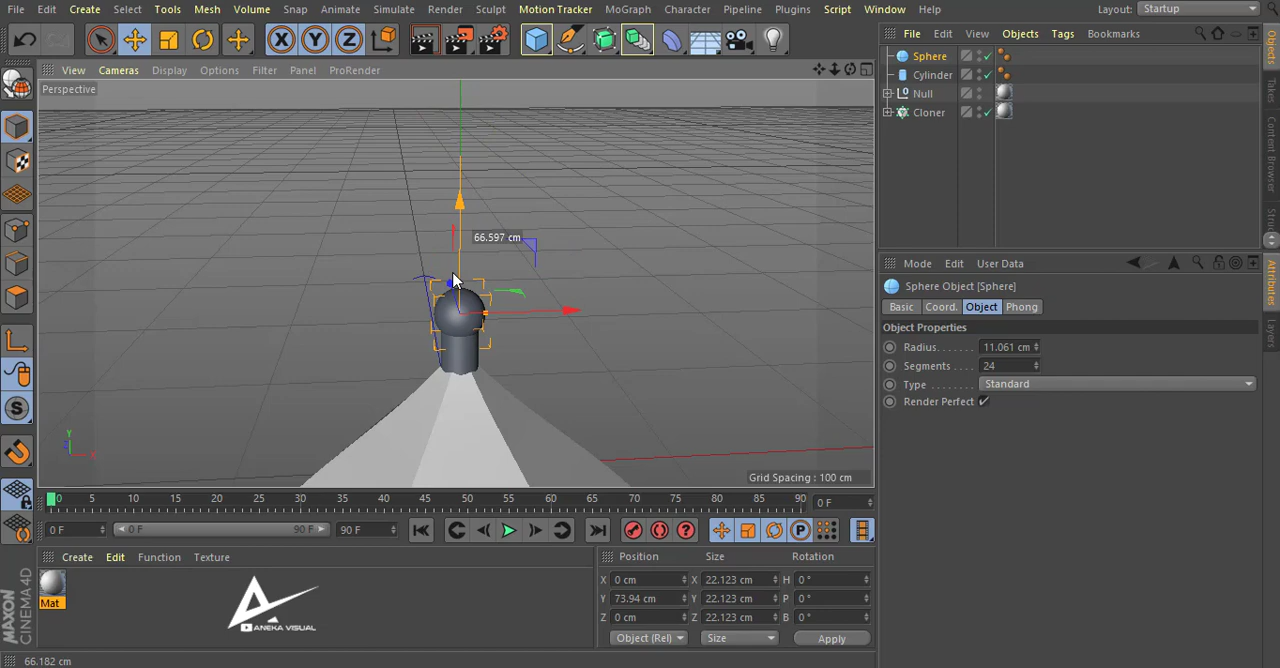 File Edit Create Select Tools Mesh Volume Snap Animate Simulate Render Sculpt Motion Tracker MoGraph Character Pipeline Plugins Script Window Help Layout: Startup
X Y Z
View Cameras Display Options Filter Panel ProRender
File Edit View Objects Tags Bookmarks
Perspective
Sphere
Cylinder
Null
Cloner
66.597 cm
Y
X
Grid Spacing : 100 cm
Objects
Takes
Content Browser
Attributes
Layers
Mode Edit User Data
Sphere Object [Sphere]
Basic Coord. Object Phong
Object Properties
Radius 11.061 cm
Segments 24
Type Standard
Render Perfect
0 5 10 15 20 25 30 35 40 45 50 55 60 65 70 75 80 85 90 0 F
0 F 0 F 90 F 90 F
Create Edit Function Texture
Mat
ANEKA VISUAL
Position Size Rotation
X 0 cm X 22.123 cm H 0 °
Y 73.94 cm Y 22.123 cm P 0 °
Z 0 cm Z 22.123 cm B 0 °
Object (Rel) Size Apply
MAXON CINEMA 4D
66.182 cm